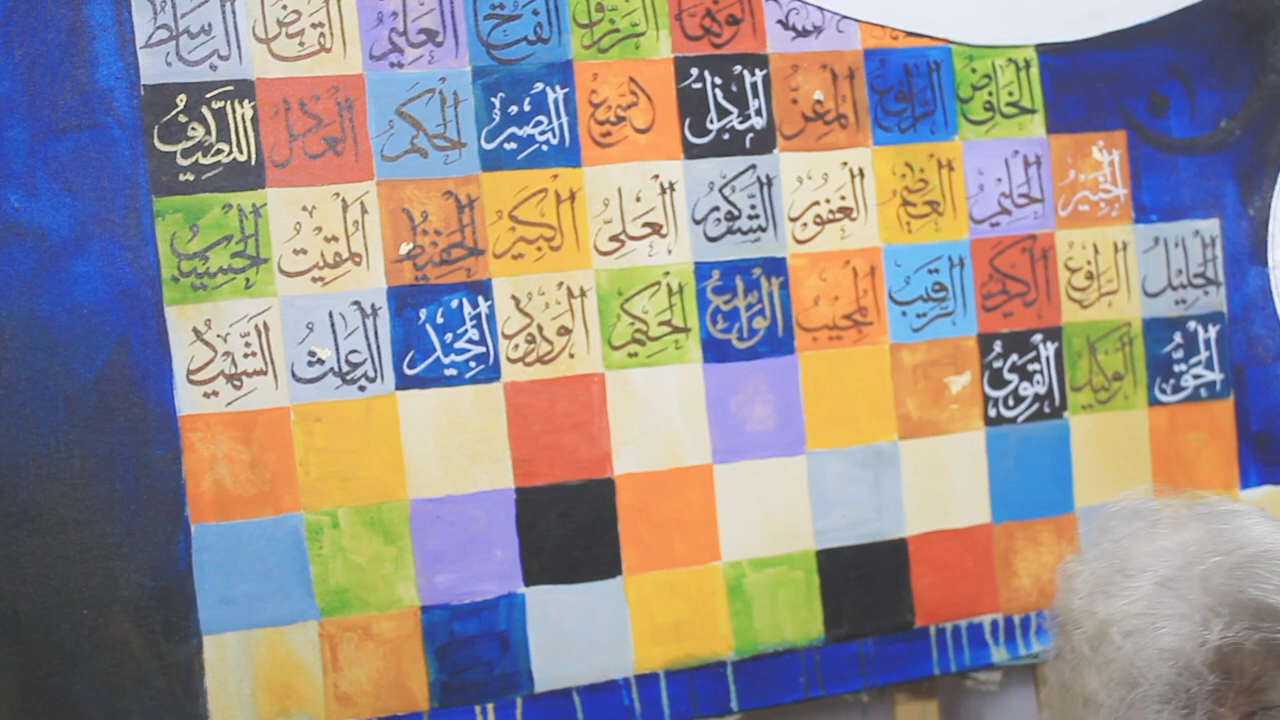 الوهاب الرزاق الفتاح العليم القابض الباسط
الخافض الرافع المعز المذل السميع البصير الحكم العدل اللطيف
الخبير الحليم العظيم الغفور الشكور العلي الكبير الحفيظ المقيت الحسيب
الجليل الرافع الكريم الرقيب المجيب الواسع الحكيم الودود المجيد الباعث الشهيد
الحق الوكيل القوي